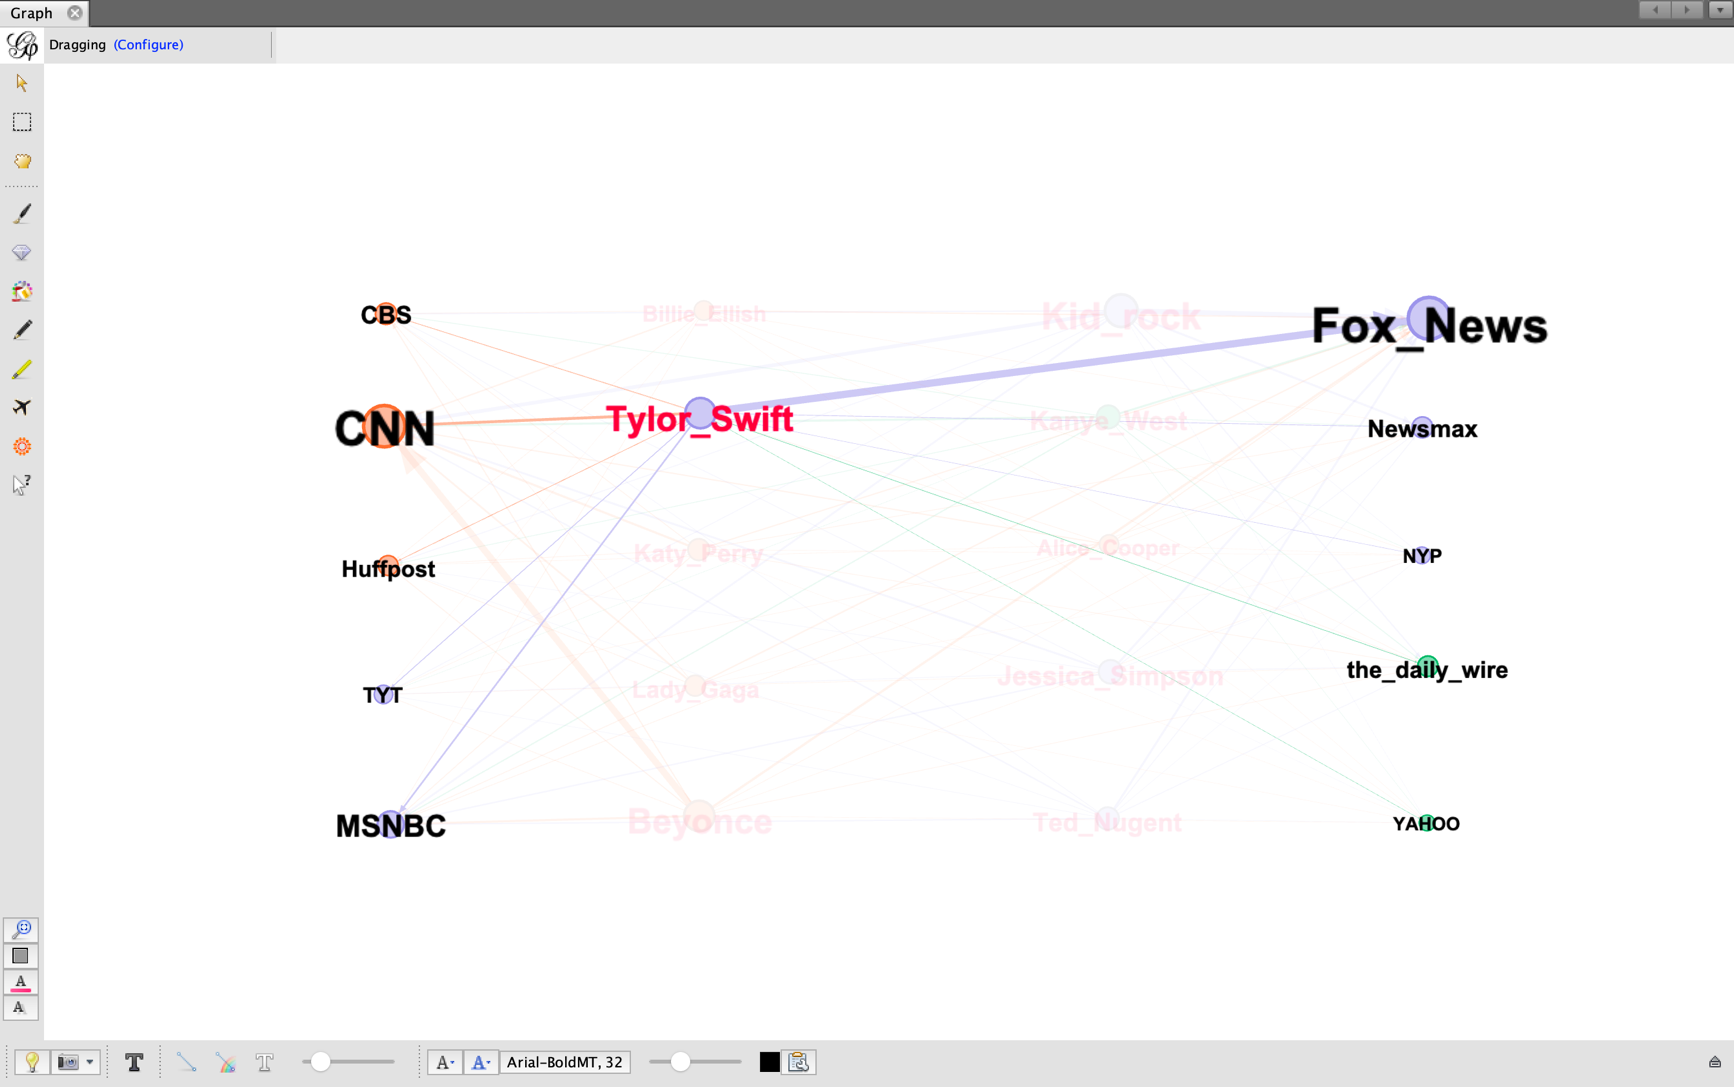 Graph
Dragging (Configure)
CBS
Billie_Ellish
Kid_rock
Fox_News
CNN
Tylor_Swift
Kanye_West
Newsmax
Huffpost
Katy_Perry
Alice_Cooper
NYP
TYT
Lady_Gaga
Jessica_Simpson
the_daily_wire
MSNBC
Beyonce
Ted_Nugent
YAHOO
Arial-BoldMT, 32